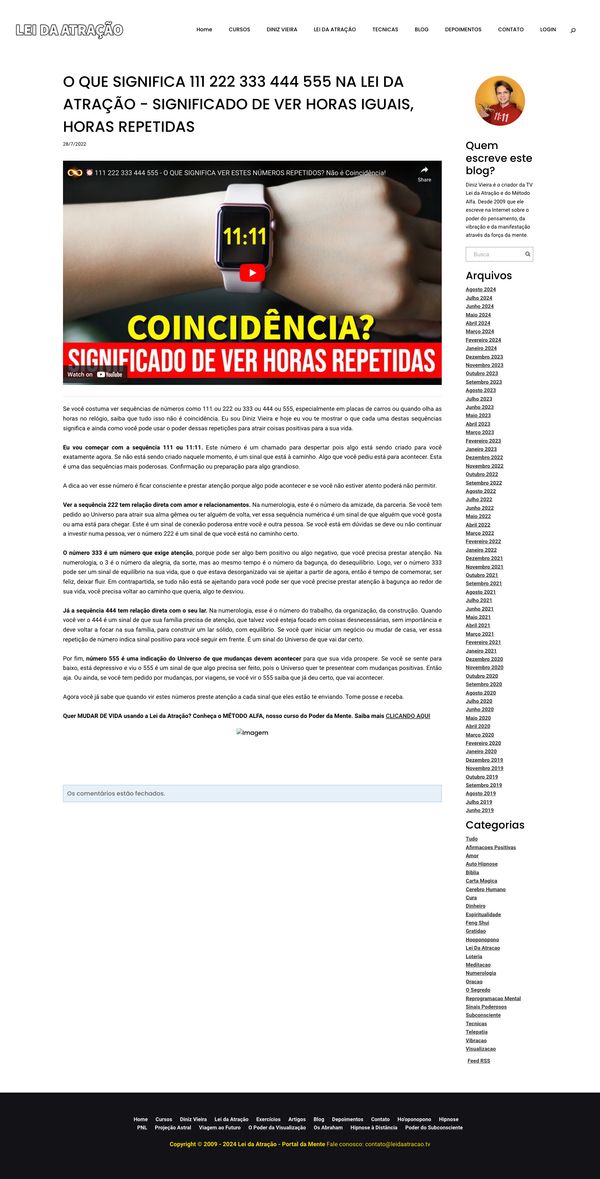 LEI DA ATRAÇÃO
Home CURSOS DINIZ VIEIRA LEI DA ATRAÇÃO TECNICAS BLOG DEPOIMENTOS CONTATO LOGIN
O QUE SIGNIFICA 111 222 333 444 555 NA LEI DA
ATRAÇÃO - SIGNIFICADO DE VER HORAS IGUAIS,
HORAS REPETIDAS
28/7/2022
111 222 333 444 555 - O QUE SIGNIFICA VER ESTES NÚMEROS REPETIDOS? Não é Coincidência!
Share
11:11
COINCIDÊNCIA?
SIGNIFICADO DE VER HORAS REPETIDAS
Watch on YouTube
Se você costuma ver sequências de números como 111 ou 222 ou 333 ou 444 ou 555, especialmente em placas de carros ou quando olha as
horas no relógio, saiba que tudo isso não é coincidência. Eu sou Diniz Vieira e hoje eu vou te mostrar o que cada uma destas sequências
significa e ainda como você pode usar o poder dessas repetições para atrair coisas positivas para a sua vida.
Eu vou começar com a sequência 111 ou 11:11. Este número é um chamado para despertar pois algo está sendo criado para você
exatamente agora. Se não está sendo criado naquele momento, é um sinal que está à caminho. Algo que você pediu está para acontecer. Esta
é uma das sequências mais poderosas. Confirmação ou preparação para algo grandioso.
A dica ao ver esse número é ficar consciente e prestar atenção porque algo pode acontecer e se você não estiver atento poderá não permitir.
Ver a sequência 222 tem relação direta com amor e relacionamentos. Na numerologia, este é o número da amizade, da parceria. Se você tem
pedido ao Universo para atrair sua alma gêmea ou ter alguém de volta, ver essa sequência numérica é um sinal de que alguém que você gosta
ou ama está para chegar. Este é um sinal de conexão poderosa entre você e outra pessoa. Se você está em dúvidas se deve ou não continuar
a investir numa pessoa, ver o número 222 é um sinal de que você está no caminho certo.
O número 333 é um número que exige atenção, porque pode ser algo bem positivo ou algo negativo, que você precisa prestar atenção. Na
numerologia, o 3 é o número da alegria, da sorte, mas ao mesmo tempo é o número da bagunça, do desequilíbrio. Logo, ver o número 333
pode ser um sinal de equilíbrio na sua vida, que o que estava desorganizado vai se ajeitar a partir de agora, então é tempo de comemorar, ser
feliz, deixar fluir. Em contrapartida, se tudo não está se ajeitando para você pode ser que você precise prestar atenção à bagunça ao redor de
sua vida, você precisa voltar ao caminho que queria, algo te desviou.
Já a sequência 444 tem relação direta com o seu lar. Na numerologia, esse é o número do trabalho, da organização, da construção. Quando
você ver o 444 é um sinal de que sua família precisa de atenção, que talvez você esteja focado em coisas desnecessárias, sem importância e
deve voltar a focar na sua família, para construir um lar sólido, com equilíbrio. Se você quer iniciar um negócio ou mudar de casa, ver essa
repetição de número indica sinal positivo para você seguir em frente. É um sinal do Universo de que vai dar certo.
Por fim, número 555 é uma indicação do Universo de que mudanças devem acontecer para que sua vida prospere. Se você se sente para
baixo, está depressivo e viu o 555 é um sinal de que algo precisa ser feito, pois o Universo quer te presentear com mudanças positivas. Então
aja. Ou ainda, se você tem pedido por mudanças, por viagens, se você vir o 555 saiba que já deu certo, que vai acontecer.
Agora você já sabe que quando vir estes números preste atenção a cada sinal que eles estão te enviando. Tome posse e receba.
Quer MUDAR DE VIDA usando a Lei da Atração? Conheça o MÉTODO ALFA, nosso curso do Poder da Mente. Saiba mais CLICANDO AQUI
Imagem
Os comentários estão fechados.
11:11
Quem
escreve este
blog?
Diniz Vieira é o criador da TV
Lei da Atração e do Método
Alfa. Desde 2009 que ele
escreve na Internet sobre o
poder do pensamento, da
vibração e da manifestação
através da força da mente.
Busca
Arquivos
Agosto 2024
Julho 2024
Junho 2024
Maio 2024
Abril 2024
Março 2024
Fevereiro 2024
Janeiro 2024
Dezembro 2023
Novembro 2023
Outubro 2023
Setembro 2023
Agosto 2023
Julho 2023
Junho 2023
Maio 2023
Abril 2023
Março 2023
Fevereiro 2023
Janeiro 2023
Dezembro 2022
Novembro 2022
Outubro 2022
Setembro 2022
Agosto 2022
Julho 2022
Junho 2022
Maio 2022
Abril 2022
Março 2022
Fevereiro 2022
Janeiro 2022
Dezembro 2021
Novembro 2021
Outubro 2021
Setembro 2021
Agosto 2021
Julho 2021
Junho 2021
Maio 2021
Abril 2021
Março 2021
Fevereiro 2021
Janeiro 2021
Dezembro 2020
Novembro 2020
Outubro 2020
Setembro 2020
Agosto 2020
Julho 2020
Junho 2020
Maio 2020
Abril 2020
Março 2020
Fevereiro 2020
Janeiro 2020
Dezembro 2019
Novembro 2019
Outubro 2019
Setembro 2019
Agosto 2019
Julho 2019
Junho 2019
Categorias
Tudo
Afirmacoes Positivas
Amor
Auto Hipnose
Biblia
Carta Magica
Cerebro Humano
Cura
Dinheiro
Espiritualidade
Feng Shui
Gratidao
Hooponopono
Lei Da Atracao
Loteria
Meditacao
Numerologia
Oracao
O Segredo
Reprogramacao Mental
Sinais Poderosos
Subconsciente
Tecnicas
Telepatia
Vibracao
Visualizacao
Feed RSS
Home Cursos Diniz Vieira Lei da Atração Exercícios Artigos Blog Depoimentos Contato Ho'oponopono Hipnose
PNL Projeção Astral Viagem ao Futuro O Poder da Visualização Os Abraham Hipnose à Distância Poder do Subconsciente
Copyright © 2009 - 2024 Lei da Atração - Portal da Mente Fale conosco: contato@leidaatracao.tv